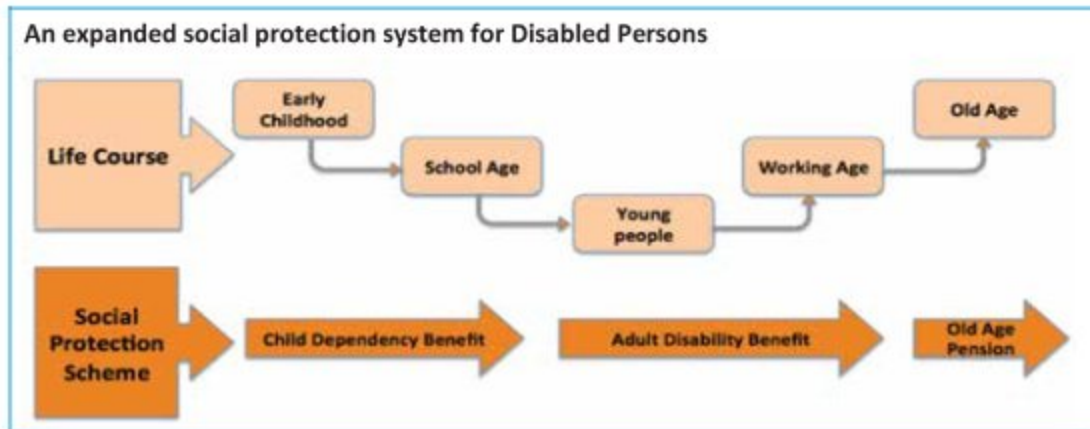 An expanded social protection system for Disabled Persons
Life Course
Early
Childhood
School Age
Young
people
Working Age
Old Age
Social
Protection
Scheme
Child Dependency Benefit
Adult Disability Benefit
Old Age
Pension